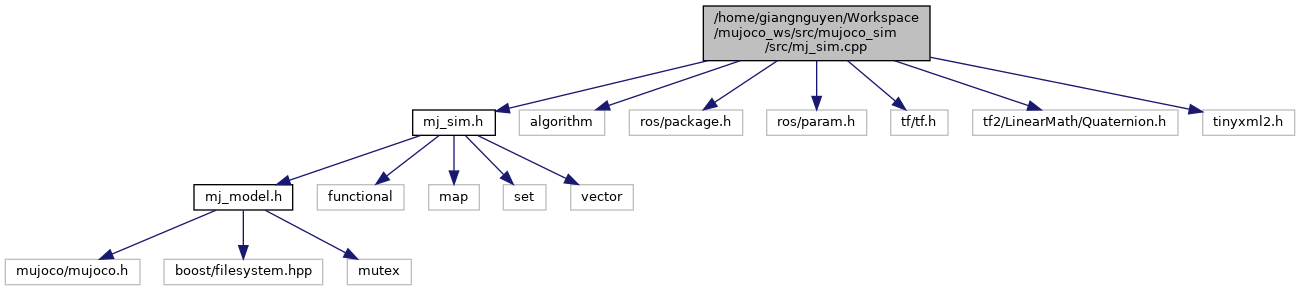 /home/giangnguyen/Workspace
/mujoco_ws/src/mujoco_sim
/src/mj_sim.cpp
mj_sim.h
algorithm
ros/package.h
ros/param.h
tf/tf.h
tf2/LinearMath/Quaternion.h
tinyxml2.h
mj_model.h
functional
map
set
vector
mujoco/mujoco.h
boost/filesystem.hpp
mutex